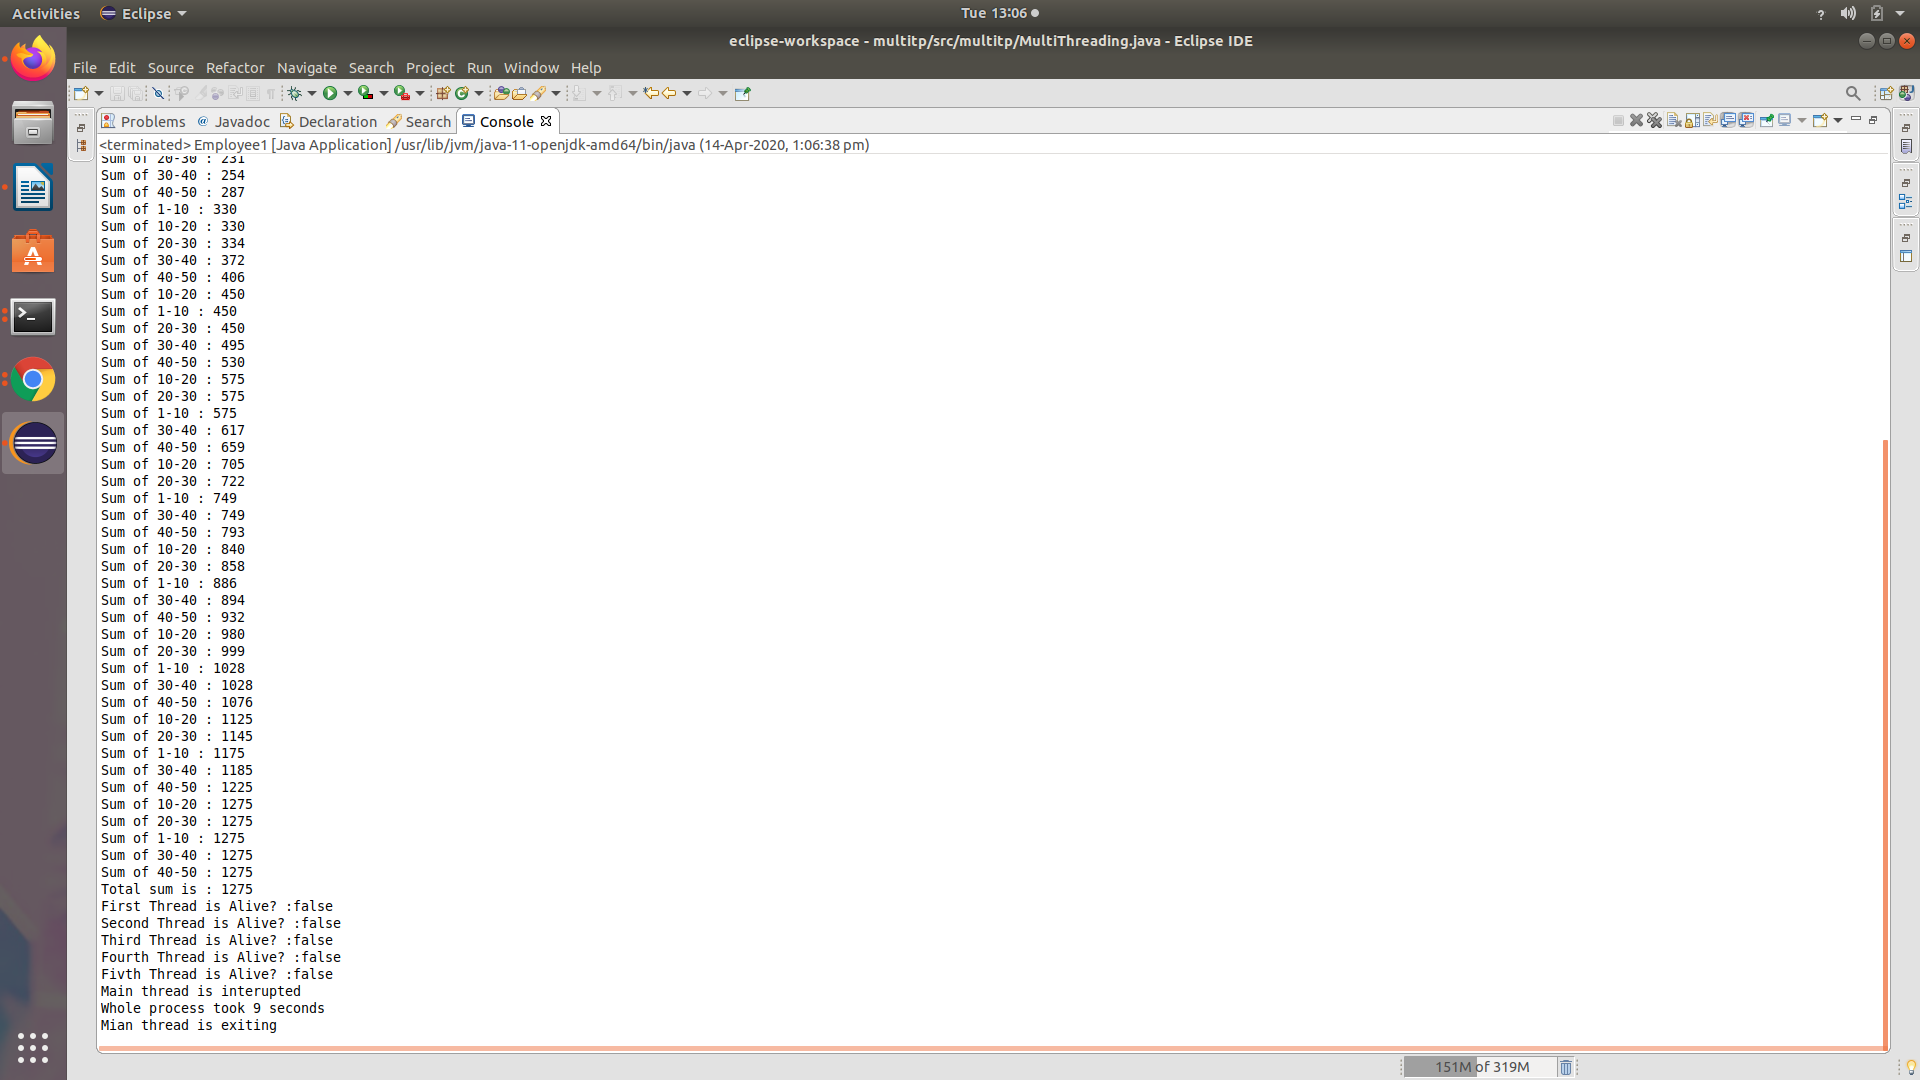 Activities Eclipse Tue 13:06 ?
eclipse-workspace - multitp/src/multitp/MultiThreading.java - Eclipse IDE
File Edit Source Refactor Navigate Search Project Run Window Help
Problems @ Javadoc Declaration Search Console
<terminated> Employee1 [Java Application] /usr/lib/jvm/java-11-openjdk-amd64/bin/java (14-Apr-2020, 1:06:38 pm)
Sum of 20-30 : 231
Sum of 30-40 : 254
Sum of 40-50 : 287
Sum of 1-10 : 330
Sum of 10-20 : 330
Sum of 20-30 : 334
Sum of 30-40 : 372
Sum of 40-50 : 406
Sum of 10-20 : 450
Sum of 1-10 : 450
Sum of 20-30 : 450
Sum of 30-40 : 495
Sum of 40-50 : 530
Sum of 10-20 : 575
Sum of 20-30 : 575
Sum of 1-10 : 575
Sum of 30-40 : 617
Sum of 40-50 : 659
Sum of 10-20 : 705
Sum of 20-30 : 722
Sum of 1-10 : 749
Sum of 30-40 : 749
Sum of 40-50 : 793
Sum of 10-20 : 840
Sum of 20-30 : 858
Sum of 1-10 : 886
Sum of 30-40 : 894
Sum of 40-50 : 932
Sum of 10-20 : 980
Sum of 20-30 : 999
Sum of 1-10 : 1028
Sum of 30-40 : 1028
Sum of 40-50 : 1076
Sum of 10-20 : 1125
Sum of 20-30 : 1145
Sum of 1-10 : 1175
Sum of 30-40 : 1185
Sum of 40-50 : 1225
Sum of 10-20 : 1275
Sum of 20-30 : 1275
Sum of 1-10 : 1275
Sum of 30-40 : 1275
Sum of 40-50 : 1275
Total sum is : 1275
First Thread is Alive? :false
Second Thread is Alive? :false
Third Thread is Alive? :false
Fourth Thread is Alive? :false
Fivth Thread is Alive? :false
Main thread is interupted
Whole process took 9 seconds
Mian thread is exiting
151M of 319M